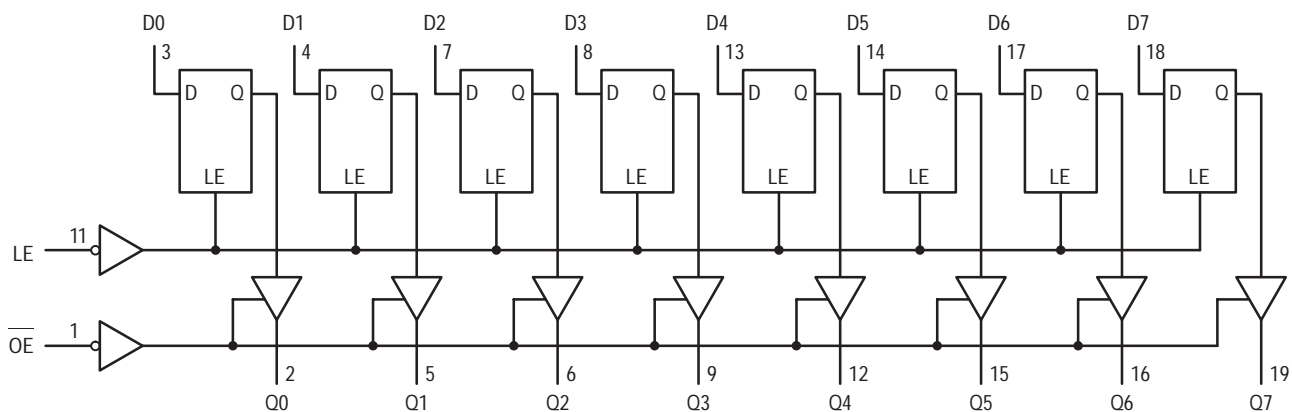 D0 D1 D2 D3 D4 D5 D6 D7
3 4 7 8 13 14 17 18
D Q D Q D Q D Q D Q D Q D Q D Q
LE LE LE LE LE LE LE LE
LE 11
OE 1
2 5 6 9 12 15 16 19
Q0 Q1 Q2 Q3 Q4 Q5 Q6 Q7